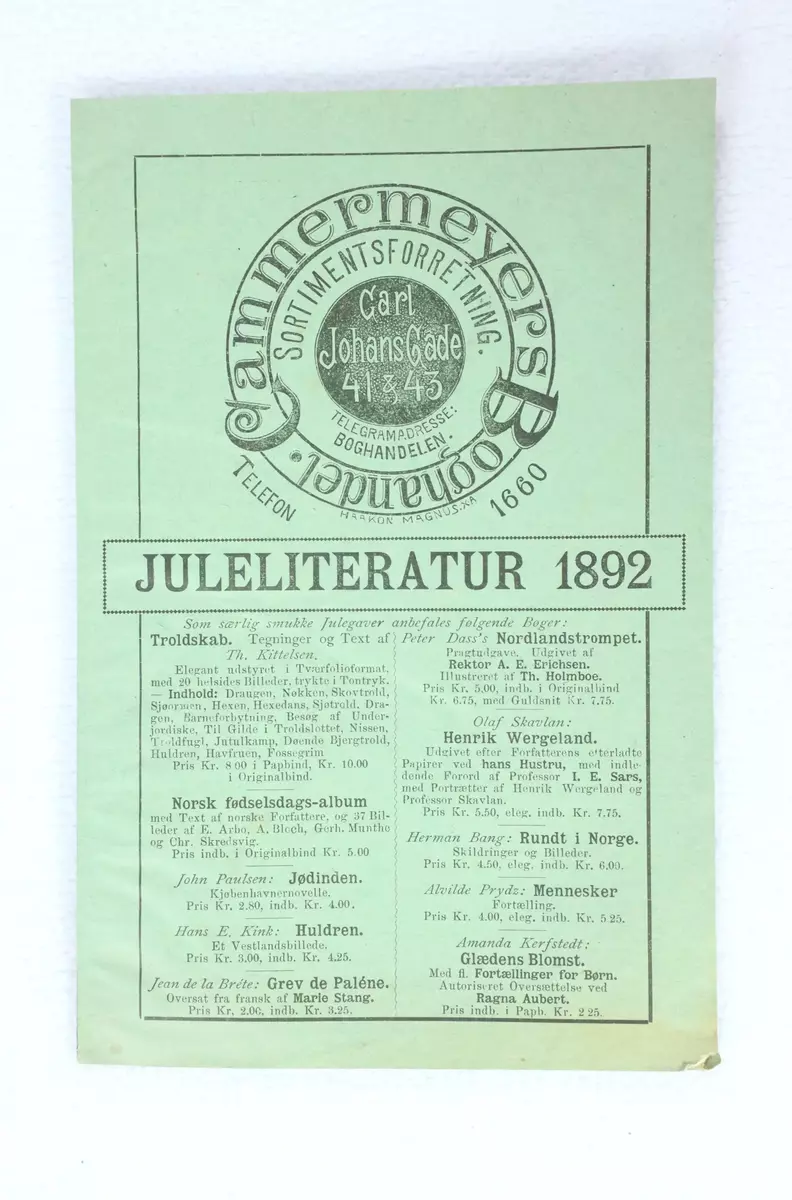 Cammermeyers Boghandel.
SORTIMENTSFORRETNING.
Carl
Johans Gade
41 & 43
TELEGRAMADRESSE:
BOGHANDELEN.
TELEFON 1660
HAAKON MAGNUS. XA
JULELITERATUR 1892
Som særlig smukke Julegaver anbefales følgende Bøger:
Troldskab. Tegninger og Text af
Th. Kittelsen.
Elegant udstyret i Tværfolioformat.
med 20 helsides Billeder, trykte i Tontryk.
— Indhold: Draugen, Nøkken, Skovtrold,
Sjøormen, Hexen, Hexedans, Sjøtrold, Dra-
gen, Barneforbytning, Besøg af Under-
jordiske, Til Gilde i Troldslottet, Nissen,
Troldfugl, Jutulkamp, Døende Bjergtrold,
Huldren, Havfruen, Fossegrim
Pris Kr. 8 00 i Papbind, Kr. 10.00
i Originalbind.
Norsk fødselsdags-album
med Text af norske Forfattere, og 37 Bil-
leder af E. Arbo, A. Bloch, Gerh. Munthe
og Chr. Skredsvig.
Pris indb. i Originalbind Kr. 5.00
John Paulsen: Jødinden.
Kjøbenhavnernovelle.
Pris Kr. 2.80, indb. Kr. 4.00.
Hans E. Kink: Huldren.
Et Vestlandsbillede.
Pris Kr. 3.00, indb. Kr. 4.25.
Jean de la Bréte: Grev de Paléne.
Oversat fra fransk af Marie Stang.
Pris Kr. 2.00, indb. Kr. 3.25.
Peter Dass's Nordlandstrompet.
Pragtudgave. Udgivet af
Rektor A. E. Erichsen.
Illustreret af Th. Holmboe.
Pris Kr. 5.00, indb. i Originalbind
Kr. 6.75, med Guldsnit Kr. 7.75.
Olaf Skavlan:
Henrik Wergeland.
Udgivet efter Forfatterens efterladte
Papirer ved hans Hustru, med indle-
dende Forord af Professor I. E. Sars,
med Portrætter af Henrik Wergeland og
Professor Skavlan.
Pris Kr. 5.50, eleg. indb. Kr. 7.75.
Herman Bang: Rundt i Norge.
Skildringer og Billeder.
Pris Kr. 4.50, eleg. indb. Kr. 6.00.
Alvilde Prydz: Mennesker
Fortælling.
Pris Kr. 4.00, eleg. indb. Kr. 5 25.
Amanda Kerfstedt:
Glædens Blomst.
Med fl. Fortællinger for Børn.
Autoriseret Oversættelse ved
Ragna Aubert.
Pris indb. i Papb. Kr. 2 25.